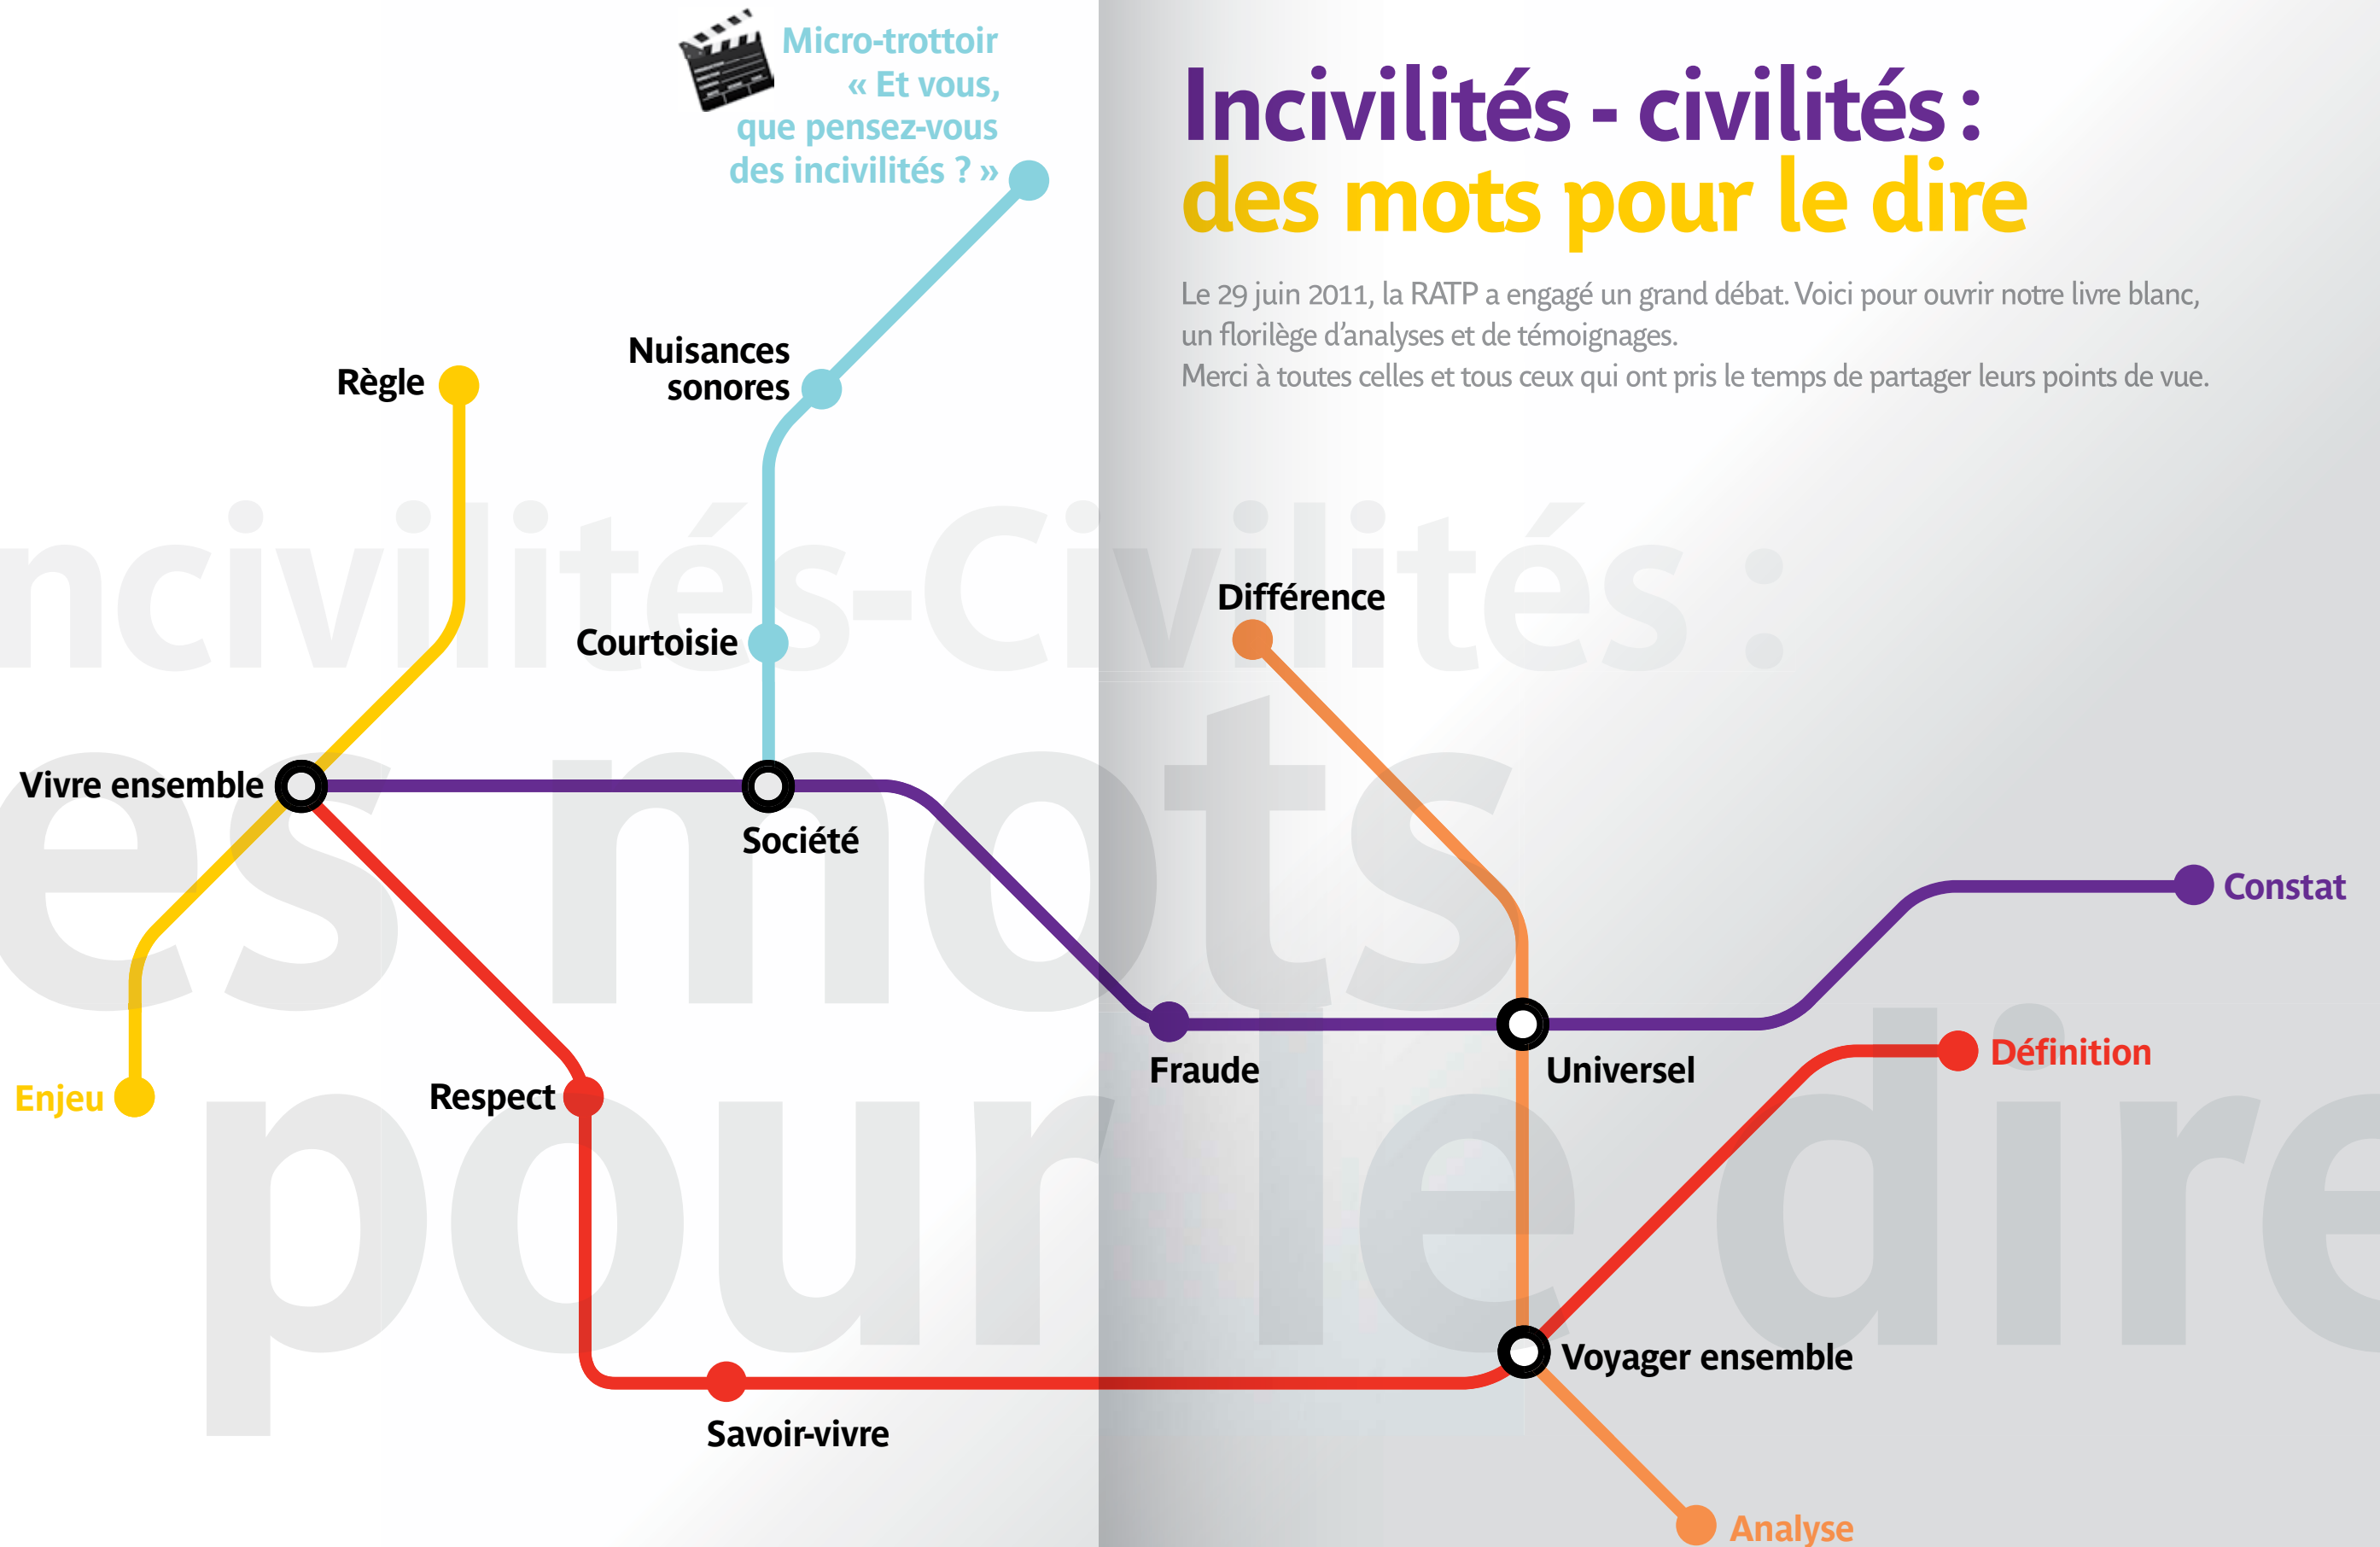 Micro-trottoir
« Et vous,
que pensez-vous
des incivilités ? »
Incivilités - civilités :
des mots pour le dire
Le 29 juin 2011, la RATP a engagé un grand débat. Voici pour ouvrir notre livre blanc,
un florilège d'analyses et de témoignages.
Merci à toutes celles et tous ceux qui ont pris le temps de partager leurs points de vue.
Règle
Nuisances
sonores
ncivilités-Civilités :
Différence
Courtoisie
es mots
Vivre ensemble
Société
Constat
Fraude
Universel
Définition
Enjeu
Respect
pour le dire
Voyager ensemble
Savoir-vivre
Analyse